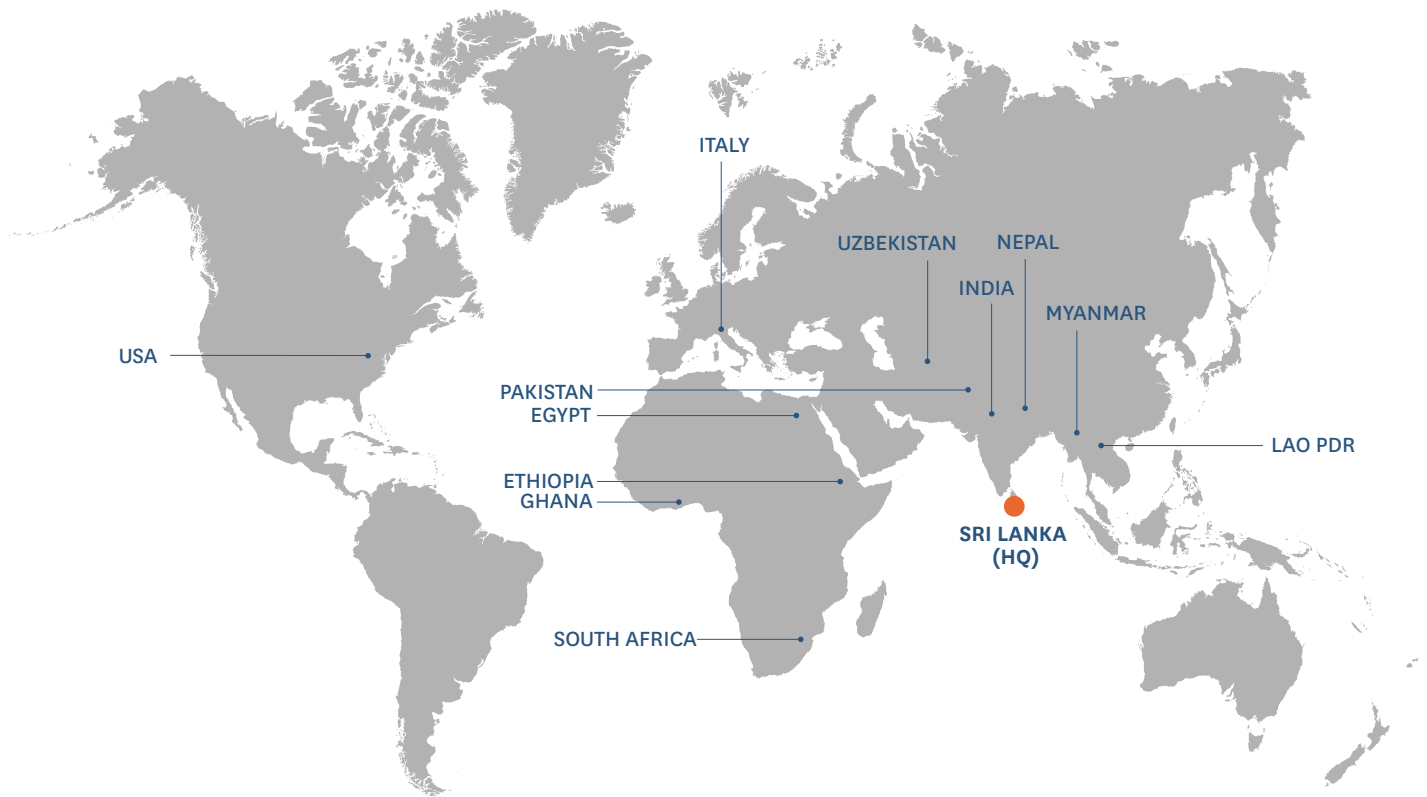 ITALY
UZBEKISTAN
NEPAL
INDIA
MYANMAR
USA
PAKISTAN
EGYPT
LAO PDR
ETHIOPIA
GHANA
SRI LANKA
(HQ)
SOUTH AFRICA